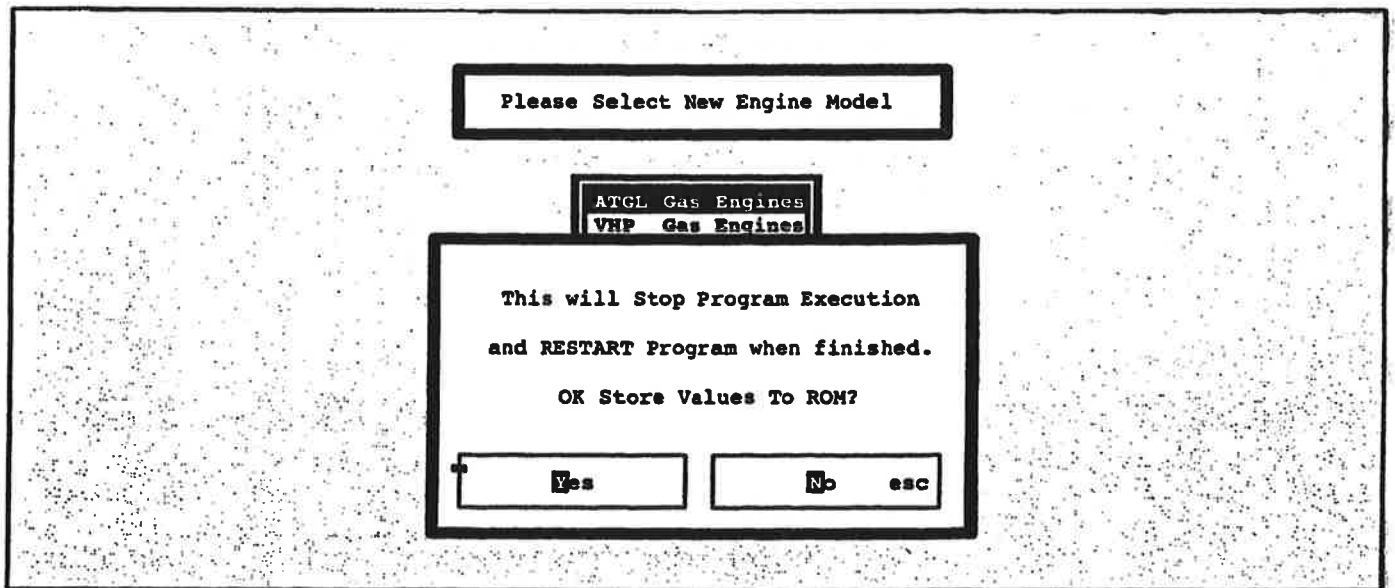 Please Select New Engine Model
ATGL Gas Engines
VHP Gas Engines
This will Stop Program Execution
and RESTART Program when finished.
OK Store Values To ROM?
Yes
No esc